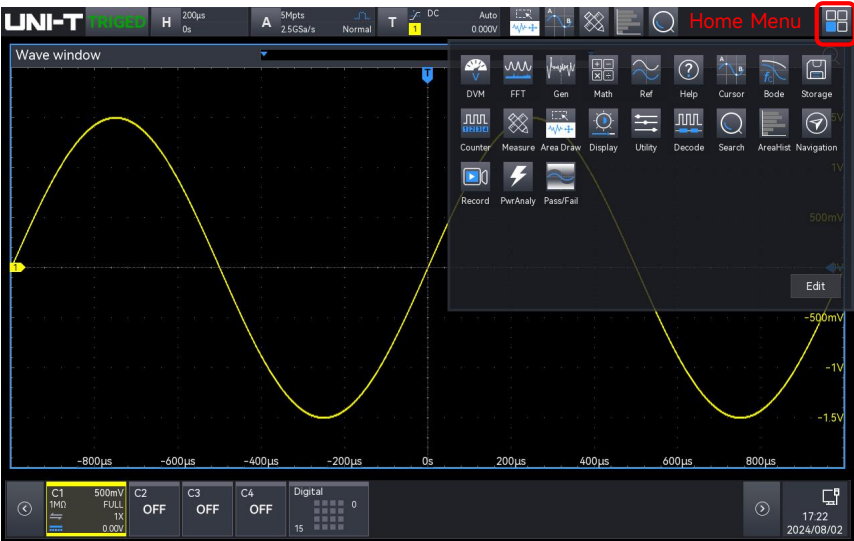 UNI-T TRIGED H 200μs 0s A 5Mpts 2.5GSa/s Normal T DC 1 Auto 0.000V Home Menu
Wave window
T
DVM FFT Gen Math Ref Help Cursor Bode Storage
Counter Measure Area Draw Display Utility Decode Search AreaHist Navigation
Record PwrAnaly Pass/Fail
1V
500mV
1
0V
Edit
-500mV
-1V
-1.5V
-800μs -600μs -400μs -200μs 0s 200μs 400μs 600μs 800μs
C1 500mV C2 C3 C4 Digital
1MΩ FULL OFF OFF OFF 0
1X
0.00V 15
17:22
2024/08/02